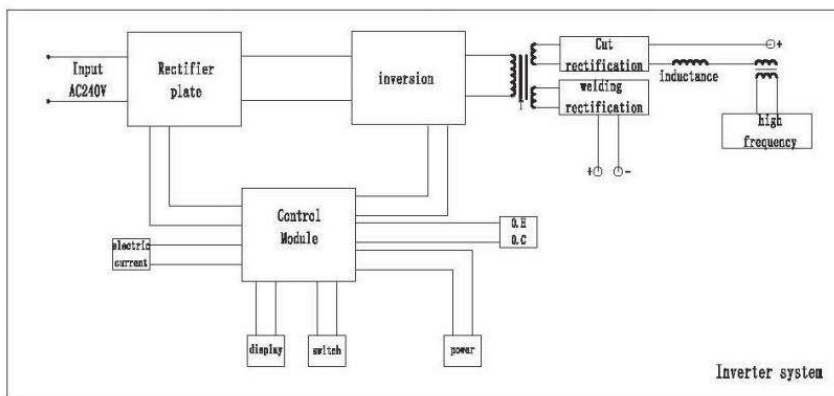 Input
AC240V
Rectifier
plate
inversion
Cut
rectification
+
inductance
welding
rectification
high
frequency
+ -
Control
Module
O.H
O.C
electric
current
display
switch
power
Inverter system